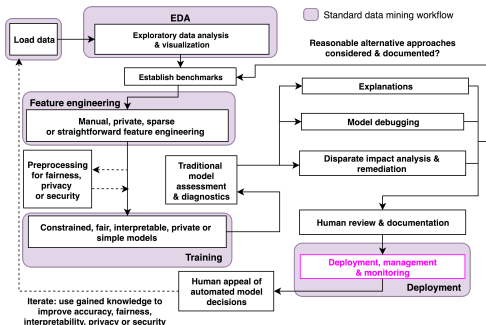 EDA
Standard data mining workflow
Load data
Exploratory data analysis
& visualization
Reasonable alternative approaches
considered & documented?
Establish benchmarks
Explanations
Feature engineering
Manual, private, sparse
or straightforward feature engineering
Model debugging
Preprocessing
for fairness,
privacy
or security
Traditional
model
assessment
& diagnostics
Disparate impact analysis &
remediation
Constrained, fair, interpretable, private or
simple models
Training
Human review & documentation
Deployment, management
& monitoring
Deployment
Human appeal of
automated model
decisions
Iterate: use gained knowledge to
improve accuracy, fairness,
interpretability, privacy or security